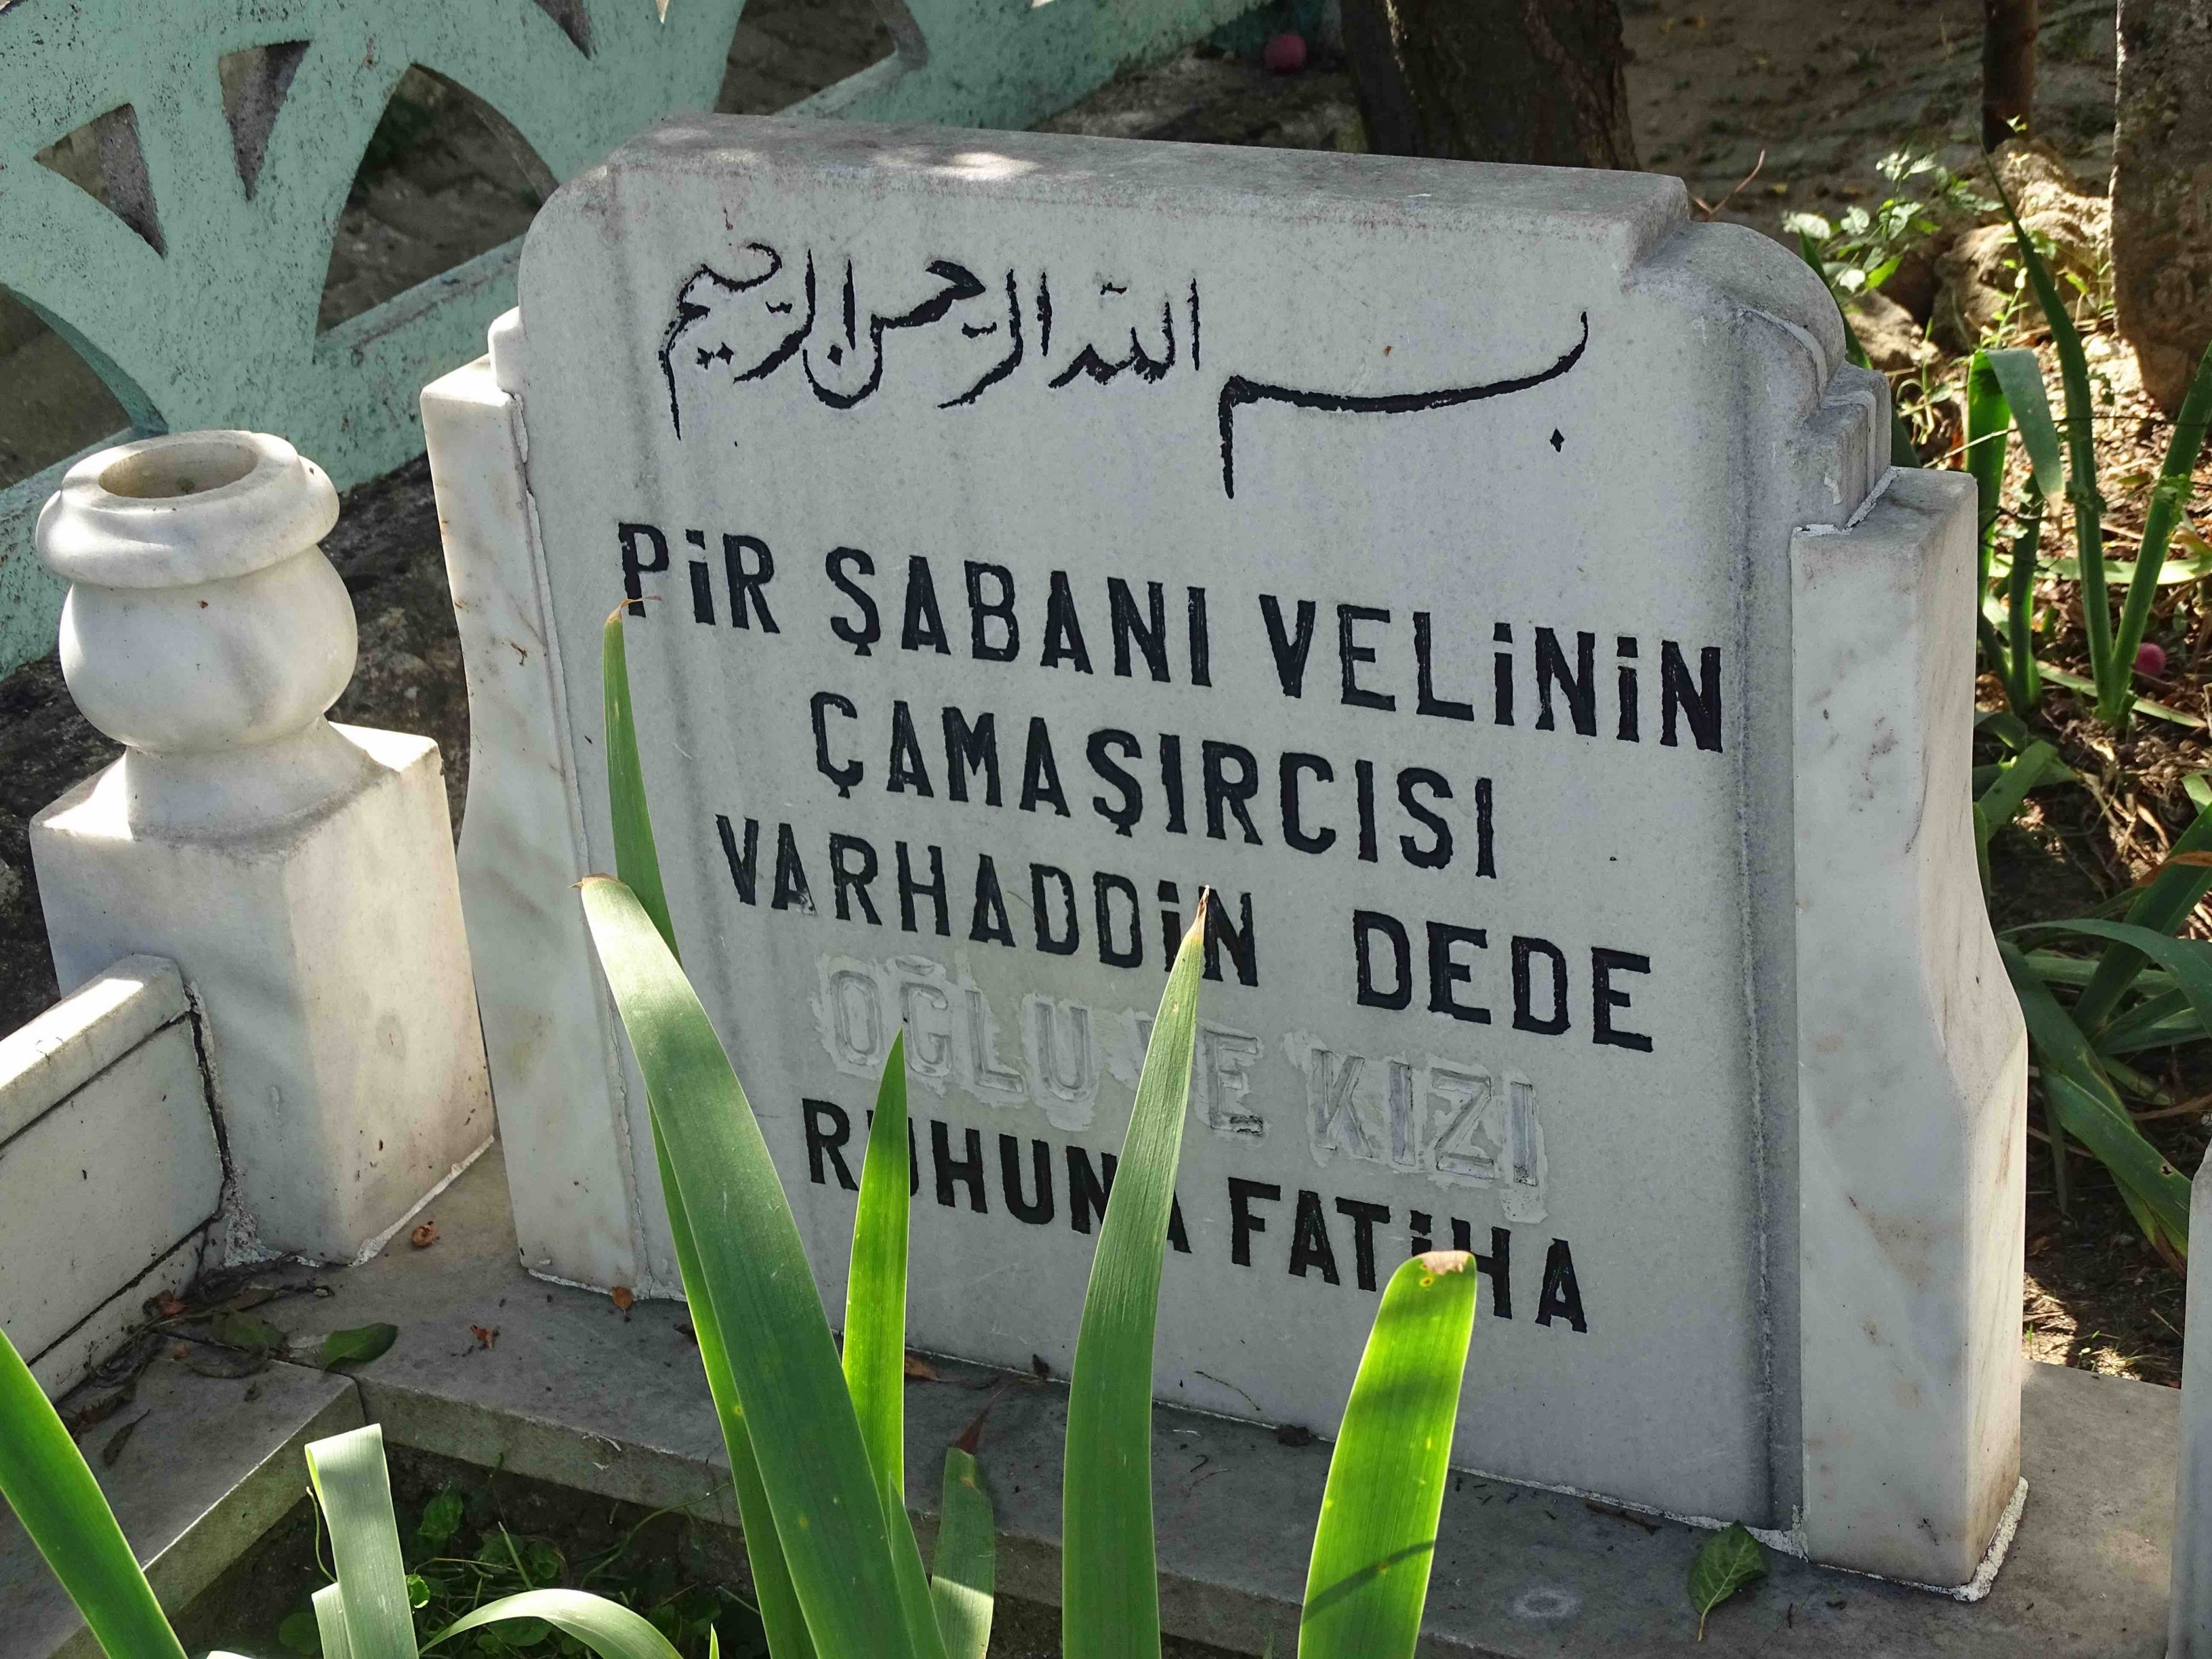 بسم الله الرحمن الرحيم
PİR ŞABANI VELİNİN
ÇAMAŞIRCISI
VARHADDİN DEDE
OĞLU VE KIZI
RUHUNA FATİHA